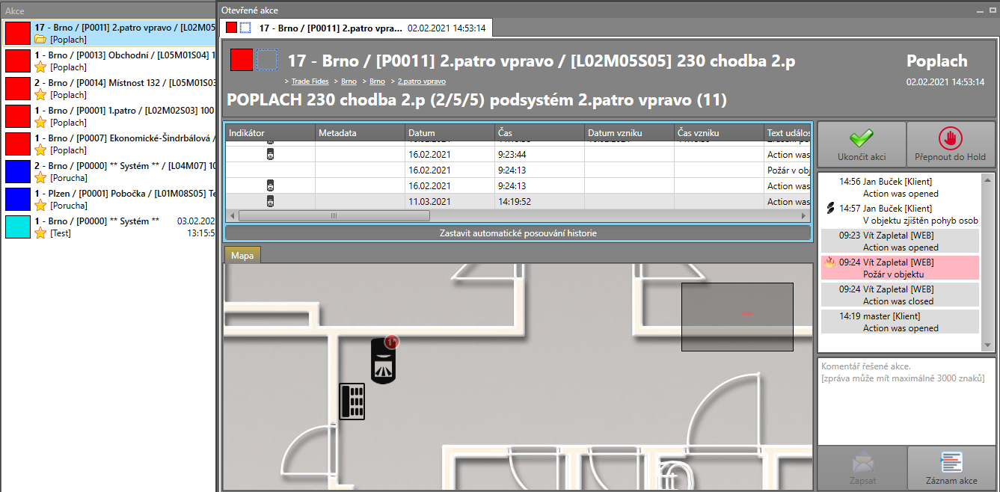 Akce
17 - Brno / [P0011] 2.patro vpravo / [L02M05
[Poplach]
1 - Brno / [P0013] Obchodní / [L05M01S04] 1
[Poplach]
2 - Brno / [P0014] Místnost 132 / [L05M01S03
[Poplach]
1 - Brno / [P0001] 1.patro / [L02M02S03] 100
[Poplach]
1 - Brno / [P0007] Ekonomické-Šindrbálová /
[Poplach]
2 - Brno / [P0000] ** Systém ** / [L04M07] 10
[Porucha]
1 - Plzen / [P0001] Pobočka / [L01M08S05] Te
[Porucha]
1 - Brno / [P0000] ** Systém ** 03.02.202
[Test] 13:15:5
Otevřené akce
17 - Brno / [P0011] 2.patro vpra... 02.02.2021 14:53:14
17 - Brno / [P0011] 2.patro vpravo / [L02M05S05] 230 chodba 2.p
Poplach
> Trade Fides > Brno > Brno > 2.patro vpravo
02.02.2021 14:53:14
POPLACH 230 chodba 2.p (2/5/5) podsystém 2.patro vpravo (11)
Indikátor Metadata Datum Čas Datum vzniku Čas vzniku Text událos
16.02.2021 9:23:44 Action was
16.02.2021 9:24:13 Požár v obj
16.02.2021 9:24:13 Action was
11.03.2021 14:19:52 Action was
Zastavit automatické posouvání historie
Mapa
1*
Ukončit akci
Přepnout do Hold
14:56 Jan Buček [Klient]
Action was opened
14:57 Jan Buček [Klient]
V objektu zjištěn pohyb osob
09:23 Vít Zapletal [WEB]
Action was opened
09:24 Vít Zapletal [WEB]
Požár v objektu
09:24 Vít Zapletal [WEB]
Action was closed
14:19 master [Klient]
Action was opened
Komentář řešené akce.
[zpráva může mít maximálně 3000 znaků]
Zapsat
Záznam akce